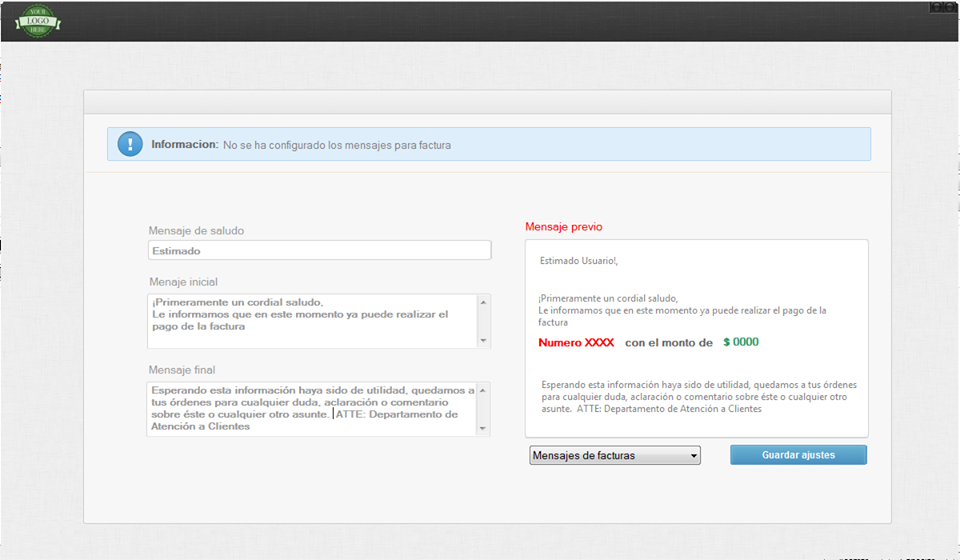 YOUR
LOGO
HERE
Informacion: No se ha configurado los mensajes para factura
Mensaje de saludo
Estimado
Menaje inicial
¡Primeramente un cordial saludo,
Le informamos que en este momento ya puede realizar el
pago de la factura
Mensaje final
Esperando esta información haya sido de utilidad, quedamos a
tus órdenes para cualquier duda, aclaración o comentario
sobre éste o cualquier otro asunte. ATTE: Departamento de
Atención a Clientes
Mensaje previo
Estimado Usuario!,
¡Primeramente un cordial saludo,
Le informamos que en este momento ya puede realizar el pago de la
factura
Numero XXXX con el monto de $ 0000
Esperando esta información haya sido de utilidad, quedamos a tus órdenes
para cualquier duda, aclaración o comentario sobre éste o cualquier otro
asunte. ATTE: Departamento de Atención a Clientes
Mensajes de facturas
Guardar ajustes